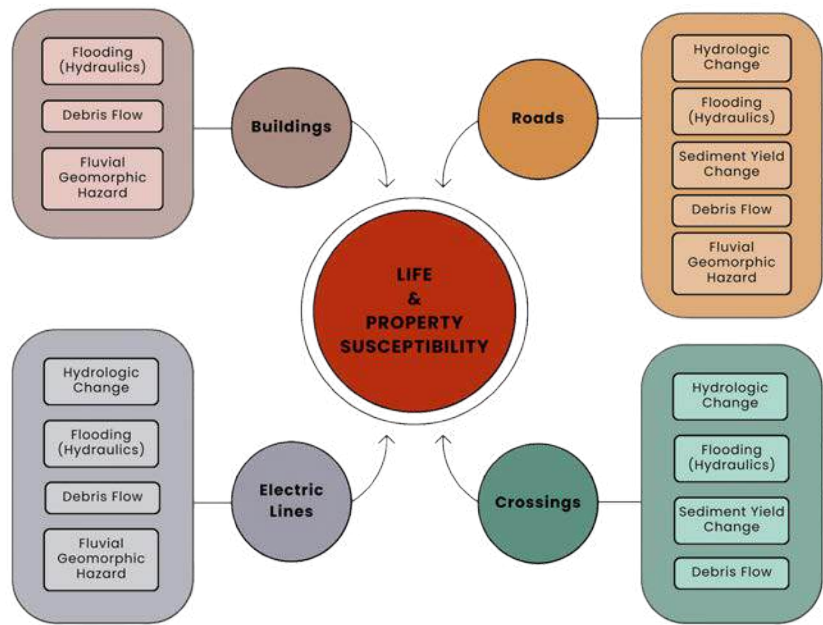 Flooding
(Hydraulics)
Debris Flow
Fluvial
Geomorphic
Hazard
Buildings
Roads
Hydrologic
Change
Flooding
(Hydraulics)
Sediment Yield
Change
Debris Flow
Fluvial
Geomorphic
Hazard
LIFE
&
PROPERTY
SUSCEPTIBILITY
Hydrologic
Change
Flooding
(Hydraulics)
Debris Flow
Fluvial
Geomorphic
Hazard
Electric
Lines
Crossings
Hydrologic
Change
Flooding
(Hydraulics)
Sediment Yield
Change
Debris Flow